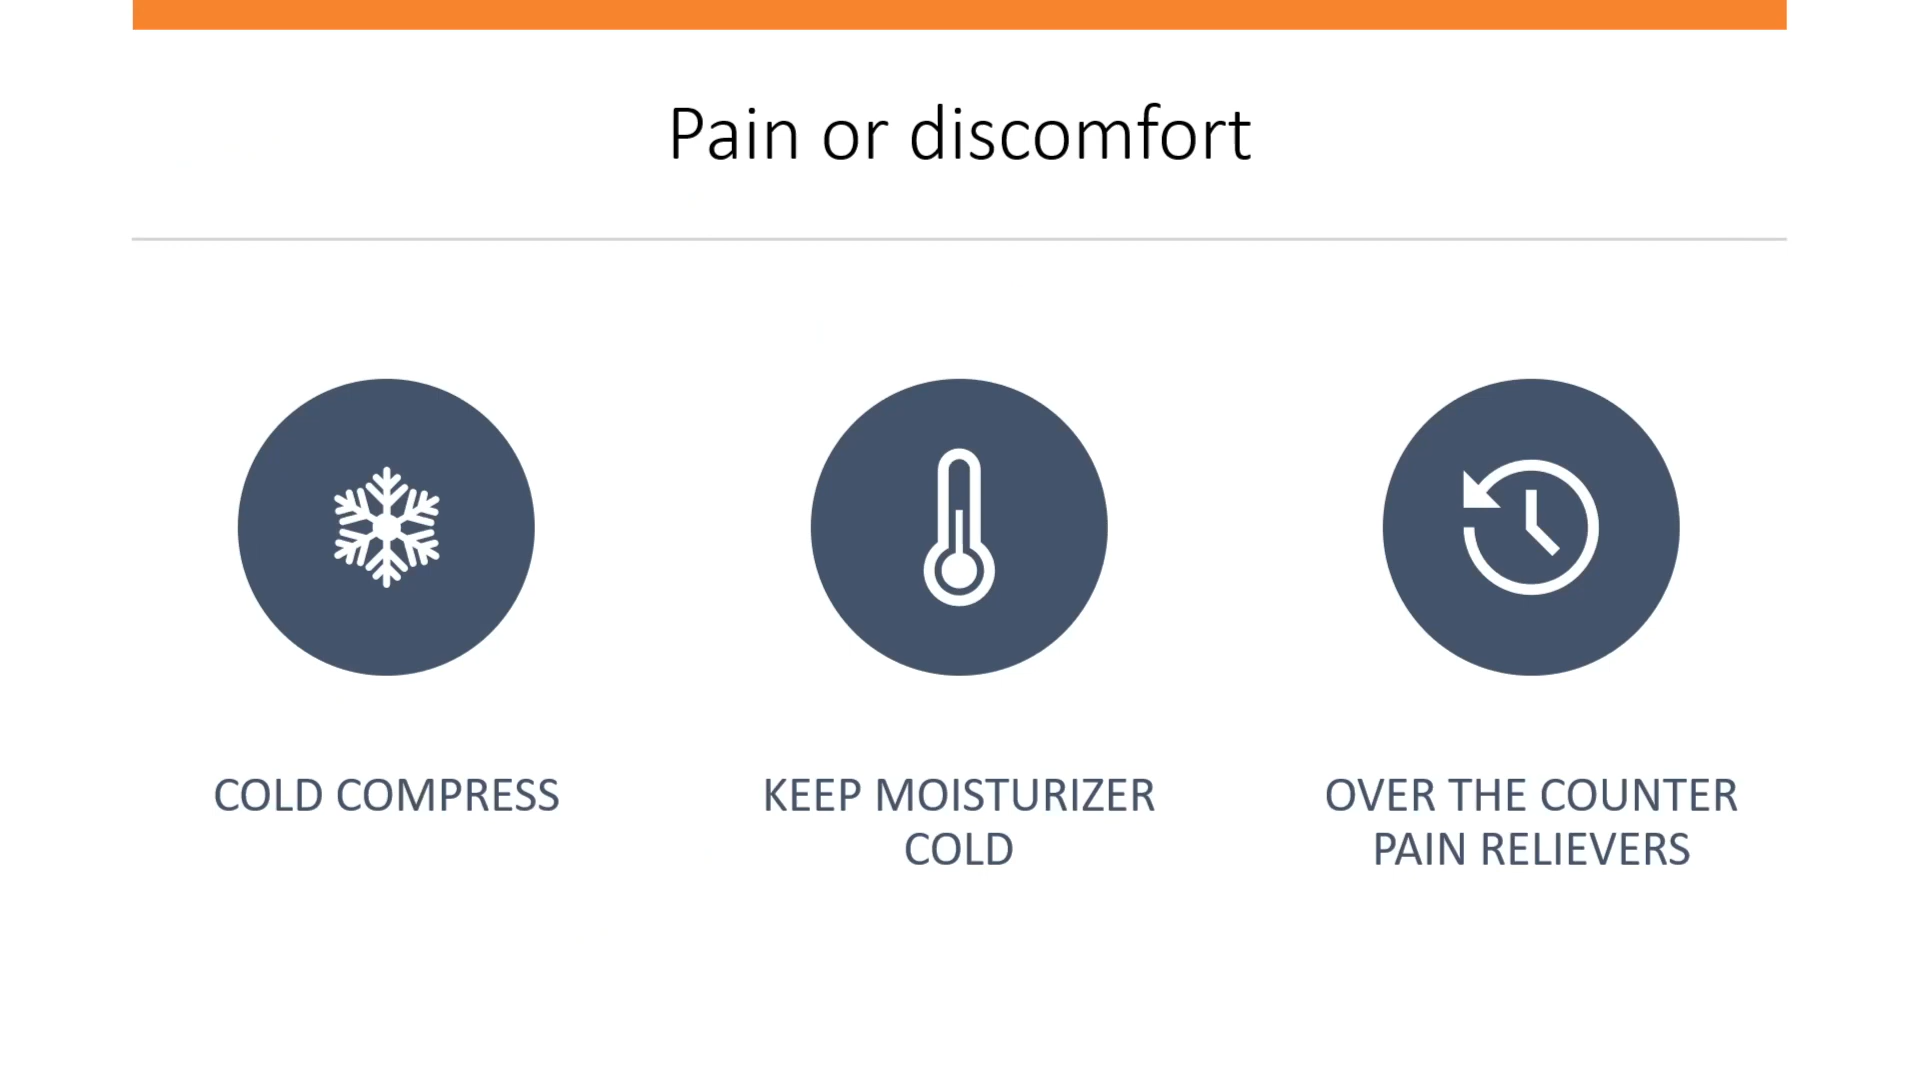 Pain or discomfort
COLD COMPRESS
KEEP MOISTURIZER
COLD
OVER THE COUNTER
PAIN RELIEVERS